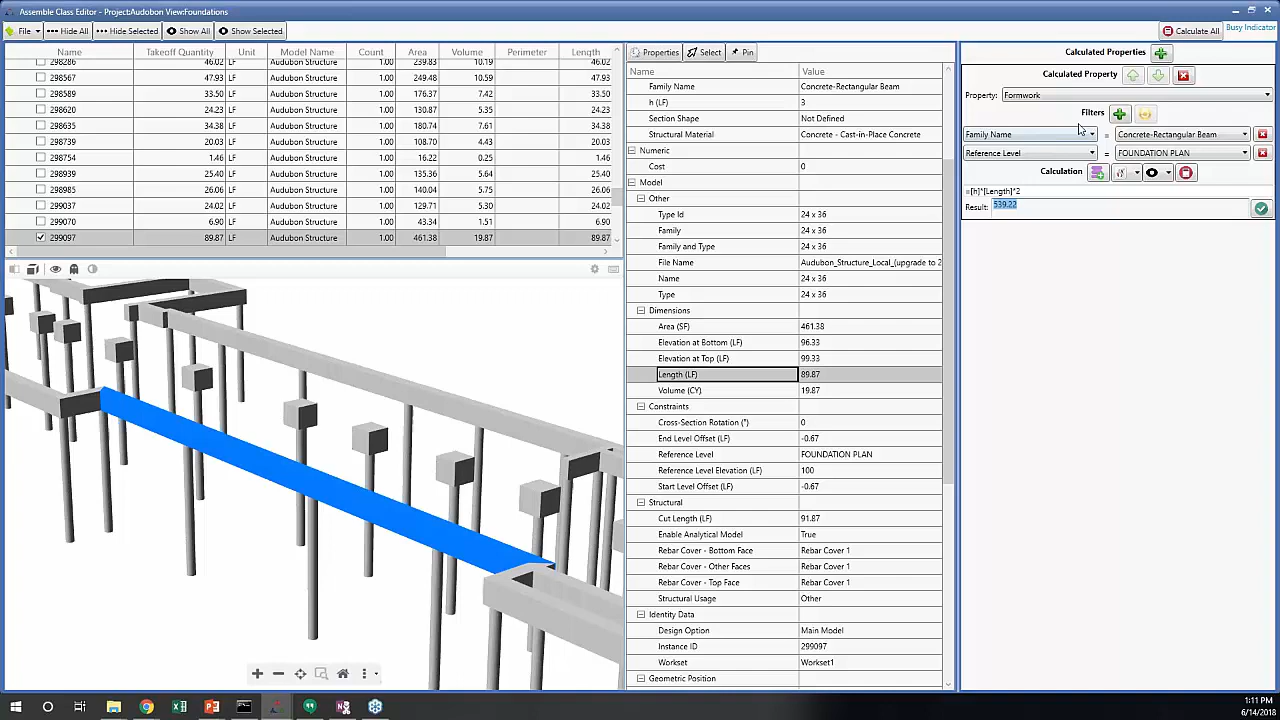 Assemble Class Editor - Project:Audobon View:Foundations
File Hide All Hide Selected Show All Show Selected
Calculate All Busy Indicator
Name Takeoff Quantity Unit Model Name Count Area Volume Perimeter Length
298286 46.02 LF Audobon Structure 1.00 239.83 10.19 46.02
298567 47.93 LF Audobon Structure 1.00 249.48 10.59 47.93
298589 33.50 LF Audobon Structure 1.00 176.37 7.42 33.50
298620 24.23 LF Audobon Structure 1.00 130.87 5.35 24.23
298635 34.38 LF Audobon Structure 1.00 180.74 7.61 34.38
298739 20.03 LF Audobon Structure 1.00 108.70 4.43 20.03
298754 1.46 LF Audobon Structure 1.00 16.22 0.25 1.46
298939 25.40 LF Audobon Structure 1.00 135.36 5.64 25.40
298985 26.06 LF Audobon Structure 1.00 140.04 5.75 26.06
299037 24.02 LF Audobon Structure 1.00 129.71 5.30 24.02
299070 6.90 LF Audobon Structure 1.00 43.34 1.51 6.90
299097 89.87 LF Audobon Structure 1.00 461.38 19.87 89.87
Properties Select Pin
Name Value
Family Name Concrete-Rectangular Beam
h (LF) 3
Section Shape Not Defined
Structural Material Concrete - Cast-in-Place Concrete
Numeric
Cost 0
Model
Other
Type Id 24 x 36
Family 24 x 36
Family and Type 24 x 36
File Name Audobon_Structure_Local_(upgrade to 2
Name 24 x 36
Type 24 x 36
Dimensions
Area (SF) 461.38
Elevation at Bottom (LF) 96.33
Elevation at Top (LF) 99.33
Length (LF) 89.87
Volume (CY) 19.87
Constraints
Cross-Section Rotation (°) 0
End Level Offset (LF) -0.67
Reference Level FOUNDATION PLAN
Reference Level Elevation (LF) 100
Start Level Offset (LF) -0.67
Structural
Cut Length (LF) 91.87
Enable Analytical Model True
Rebar Cover - Bottom Face Rebar Cover 1
Rebar Cover - Other Faces Rebar Cover 1
Rebar Cover - Top Face Rebar Cover 1
Structural Usage Other
Identity Data
Design Option Main Model
Instance ID 299097
Workset Workset1
Geometric Position
Calculated Properties
Calculated Property
Property: Formwork
Filters
Family Name = Concrete-Rectangular Beam
Reference Level = FOUNDATION PLAN
Calculation
=[h]*[Length]*2
Result: 539.22
1:11 PM
6/14/2018